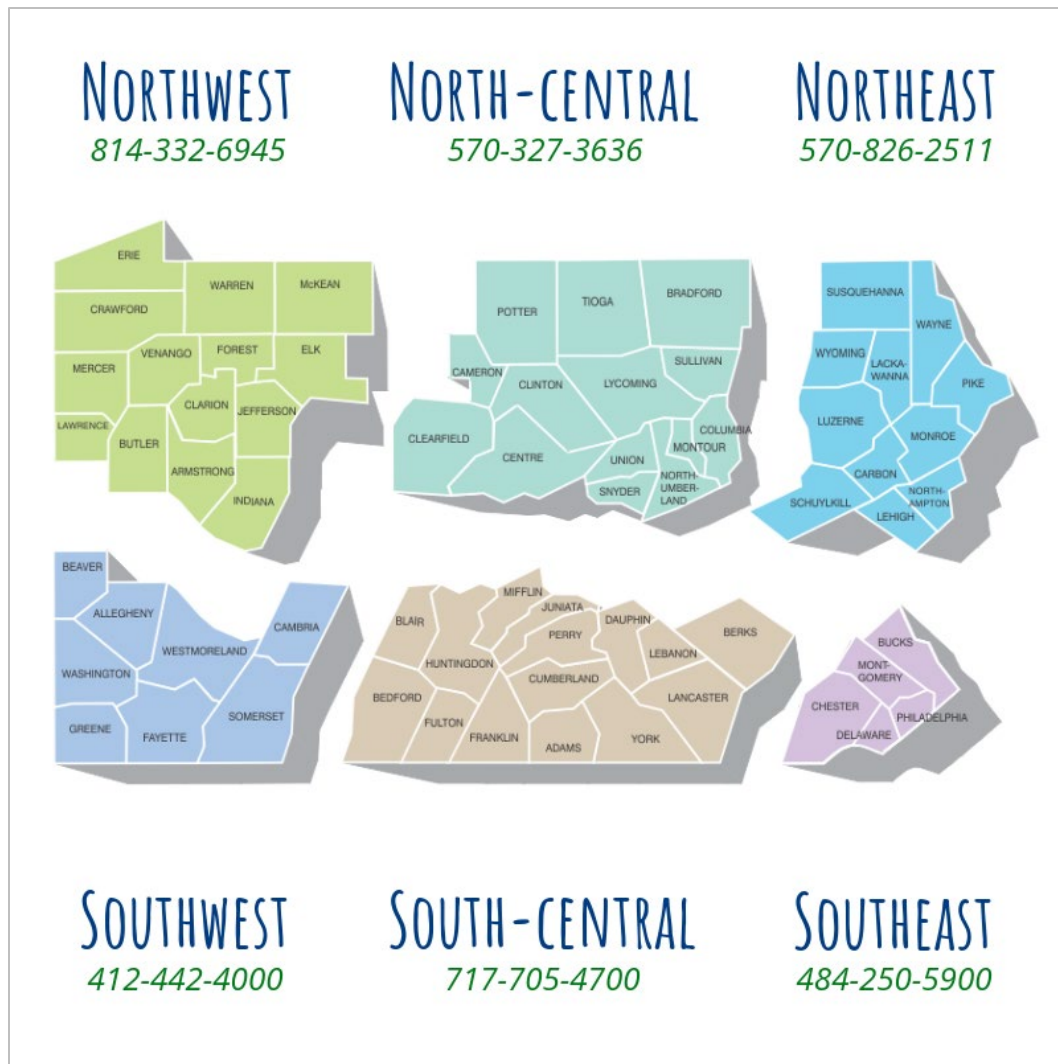 NORTHWEST
814-332-6945
NORTH-CENTRAL
570-327-3636
NORTHEAST
570-826-2511
ERIE
WARREN
McKEAN
CRAWFORD
VENANGO
FOREST
ELK
MERCER
CLARION
JEFFERSON
LAWRENCE
BUTLER
ARMSTRONG
INDIANA
POTTER
TIOGA
BRADFORD
CAMERON
CLINTON
LYCOMING
SULLIVAN
CLEARFIELD
CENTRE
UNION
MONTOUR
COLUMBIA
SNYDER
NORTH-
UMBER-
LAND
SUSQUEHANNA
WAYNE
WYOMING
LACKA-
WANNA
PIKE
LUZERNE
MONROE
CARBON
SCHUYLKILL
NORTH-
AMPTON
LEHIGH
BEAVER
ALLEGHENY
WESTMORELAND
CAMBRIA
WASHINGTON
GREENE
FAYETTE
SOMERSET
MIFFLIN
JUNIATA
BLAIR
DAUPHIN
PERRY
BERKS
HUNTINGDON
LEBANON
CUMBERLAND
BEDFORD
LANCASTER
FULTON
FRANKLIN
ADAMS
YORK
BUCKS
MONT-
GOMERY
CHESTER
PHILADELPHIA
DELAWARE
SOUTHWEST
412-442-4000
SOUTH-CENTRAL
717-705-4700
SOUTHEAST
484-250-5900